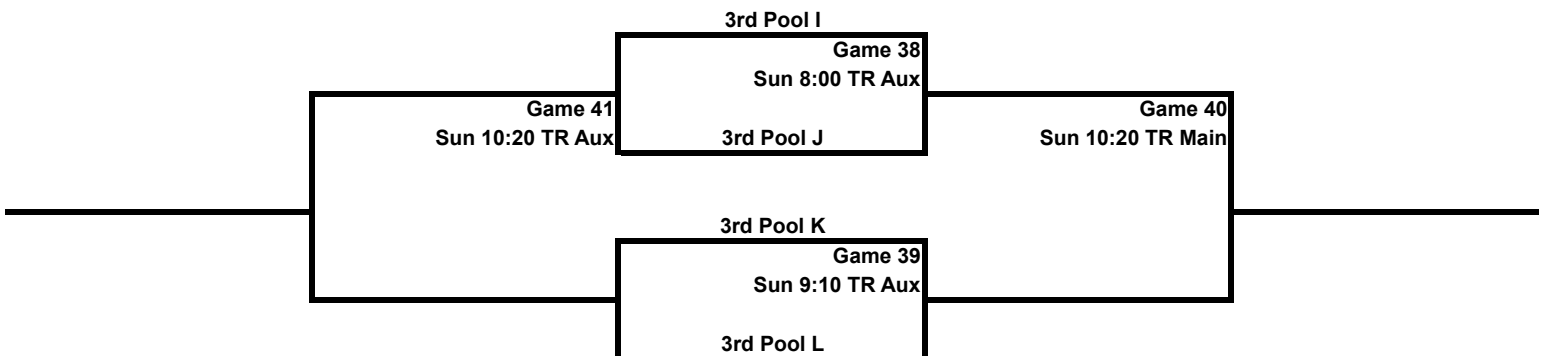 3rd Pool I
Game 38
Sun 8:00 TR Aux
Game 41
Game 40
Sun 10:20 TR Aux
3rd Pool J
Sun 10:20 TR Main
3rd Pool K
Game 39
Sun 9:10 TR Aux
3rd Pool L